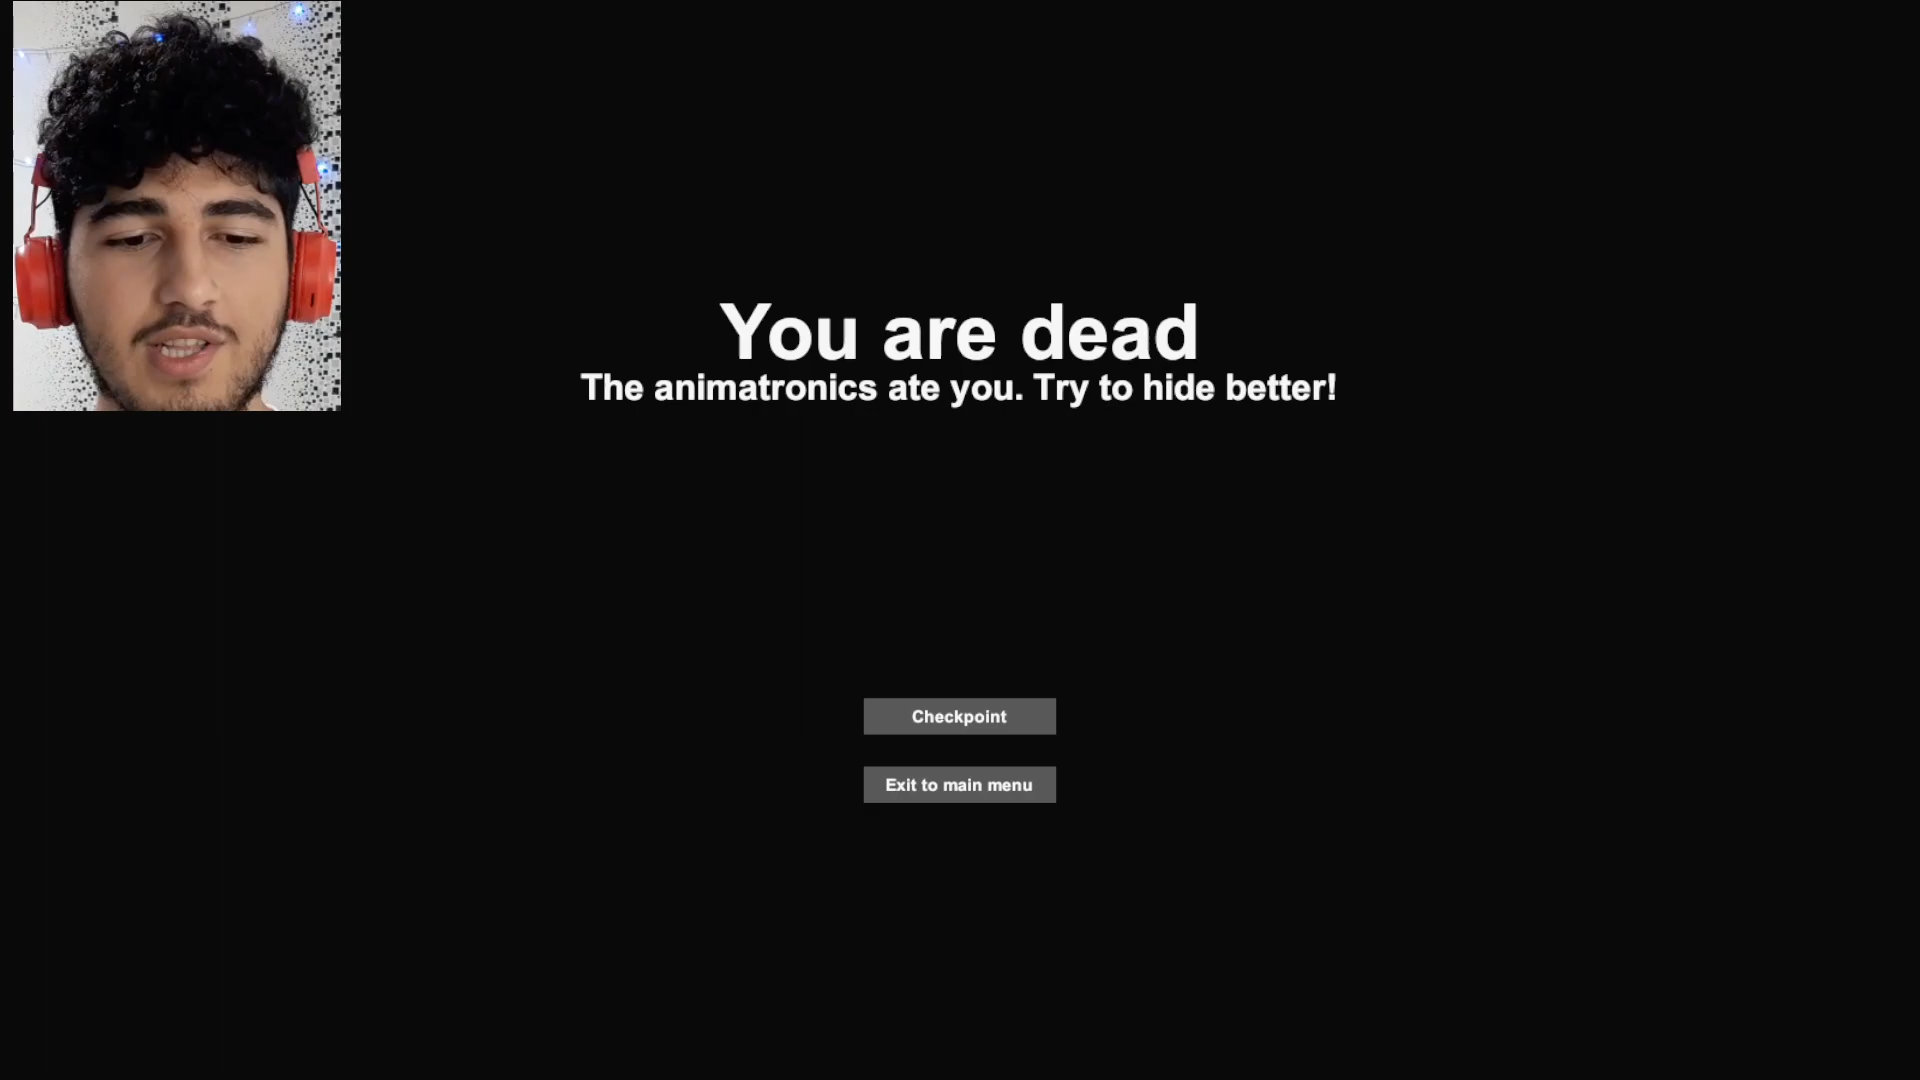 You are dead
The animatronics ate you. Try to hide better!
Checkpoint
Exit to main menu